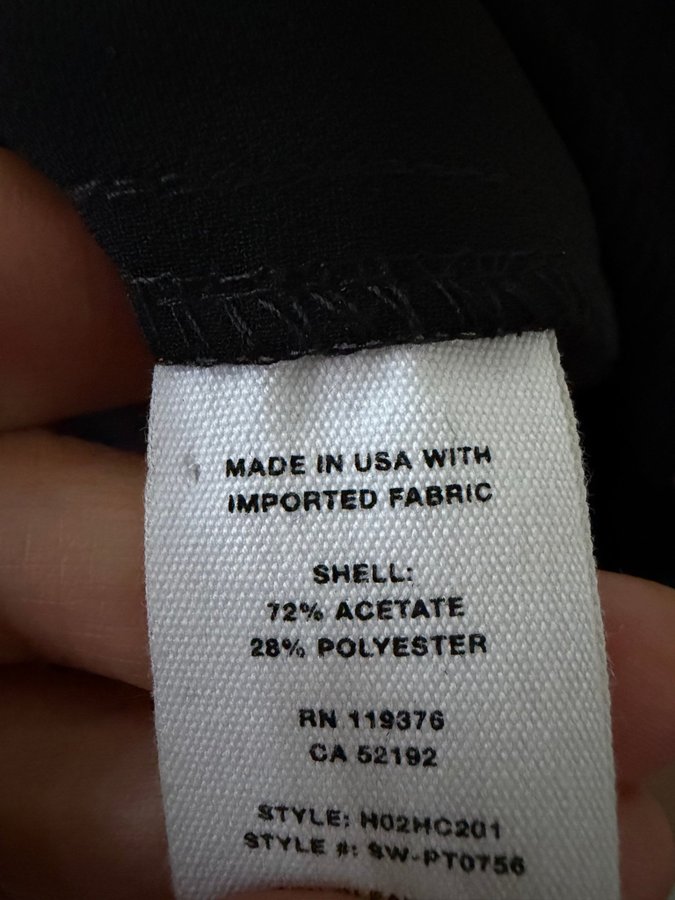 MADE IN USA WITH
IMPORTED FABRIC
SHELL:
72% ACETATE
28% POLYESTER
RN 119376
CA 52192
STYLE: H02HC201
STYLE #: SW-PT0756